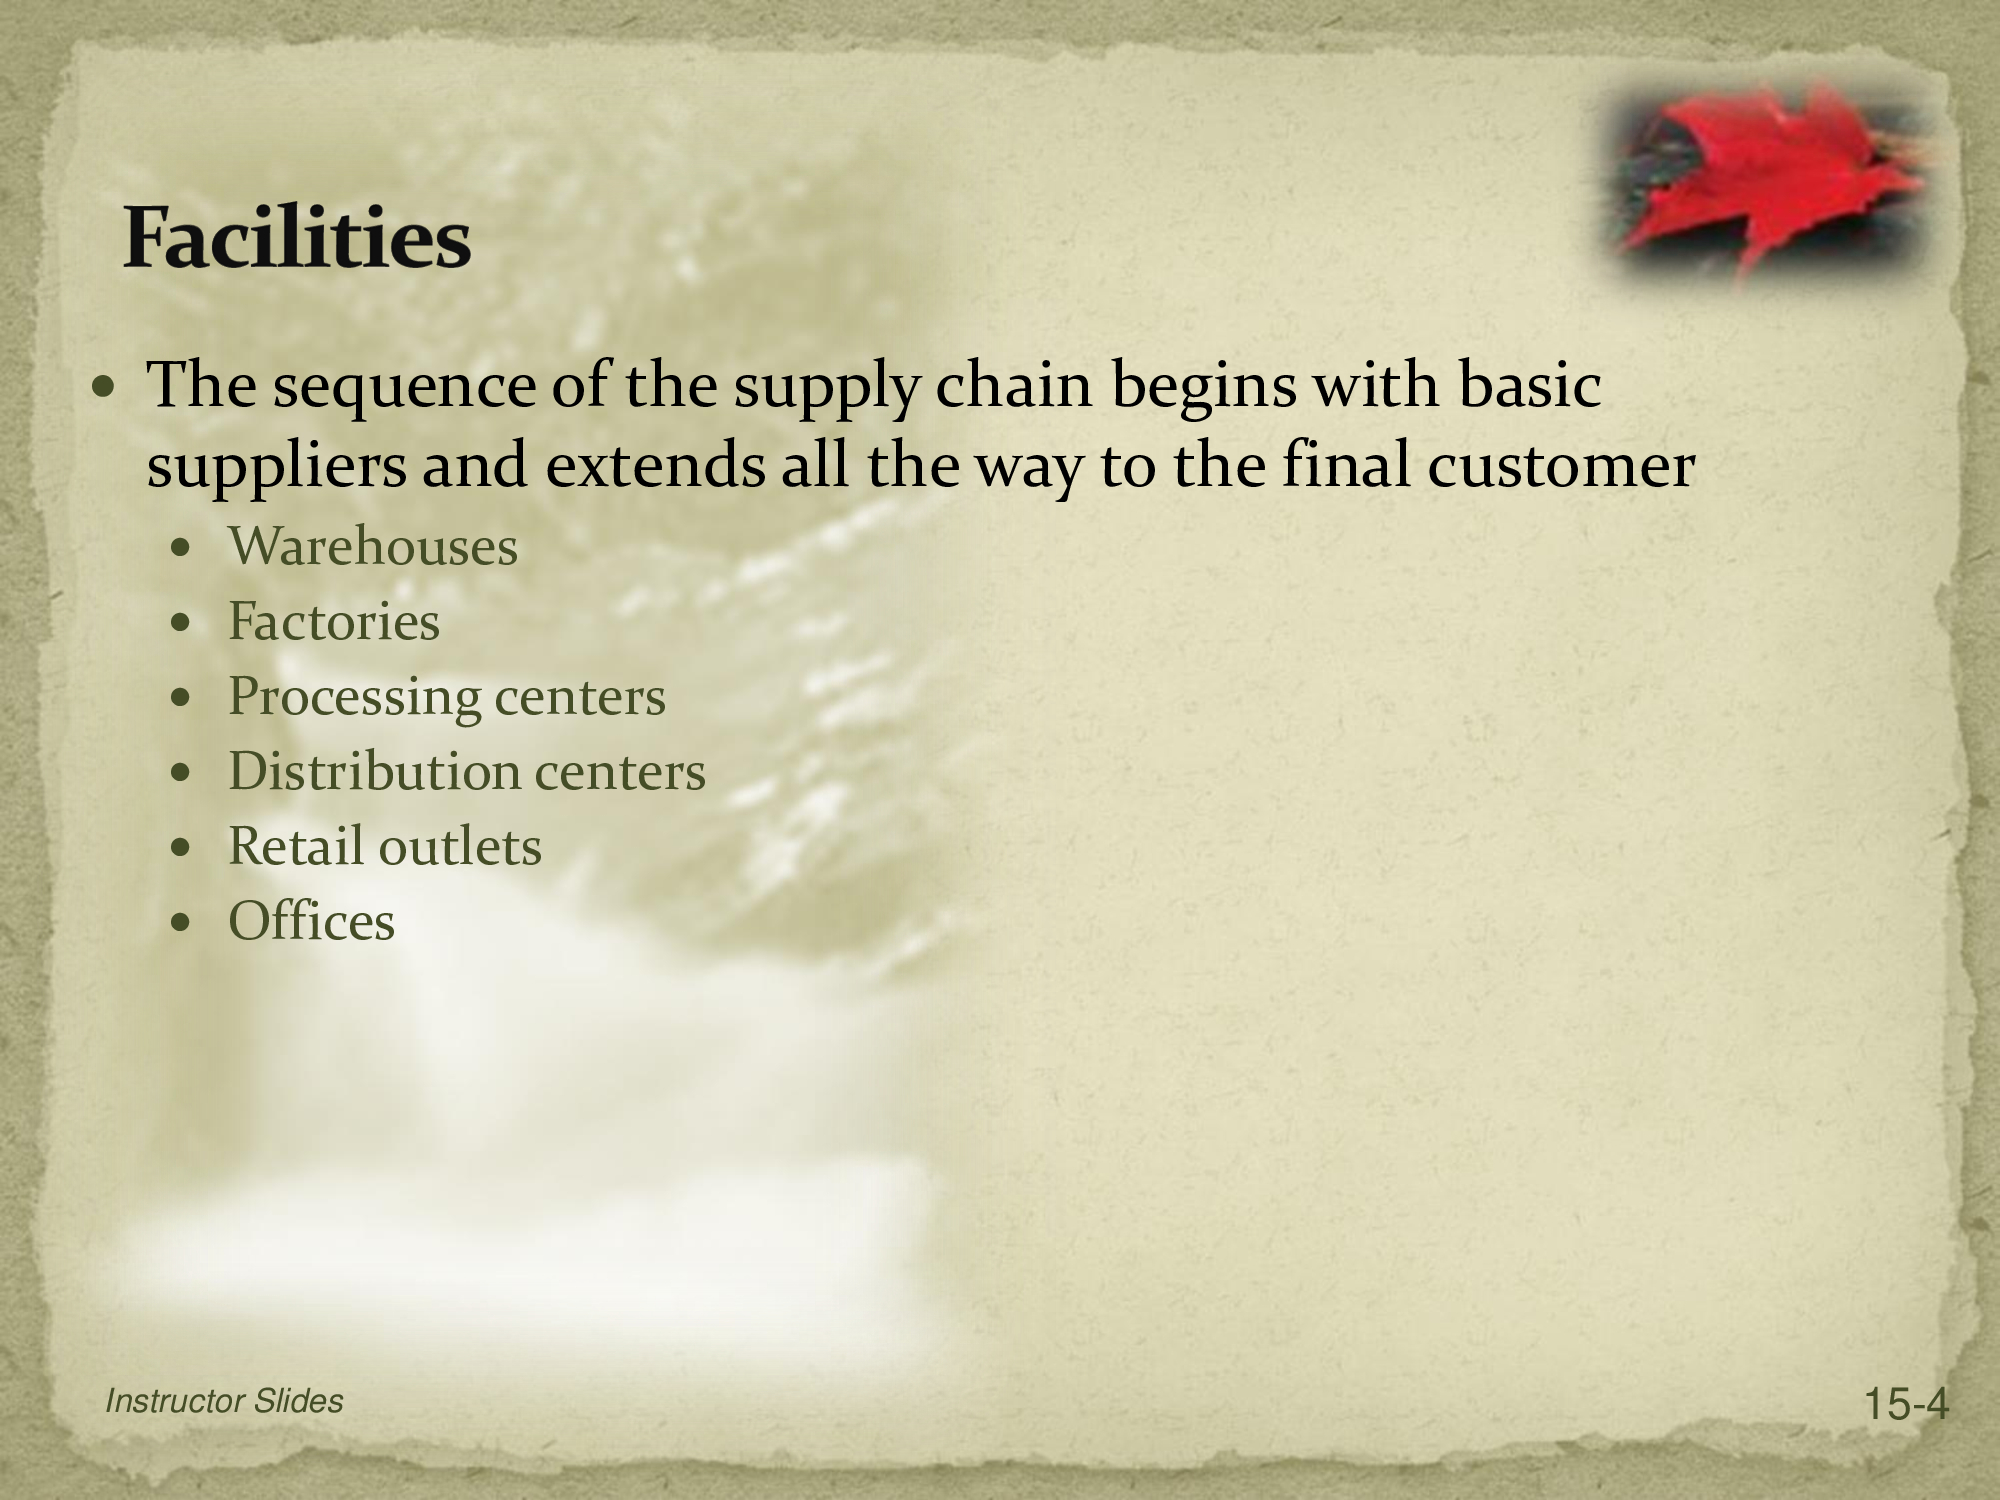 Facilities
• The sequence of the supply chain begins with basic
suppliers and extends all the way to the final customer
• Warehouses
• Factories
• Processing centers
• Distribution centers
• Retail outlets
• Offices
Instructor Slides
15-4